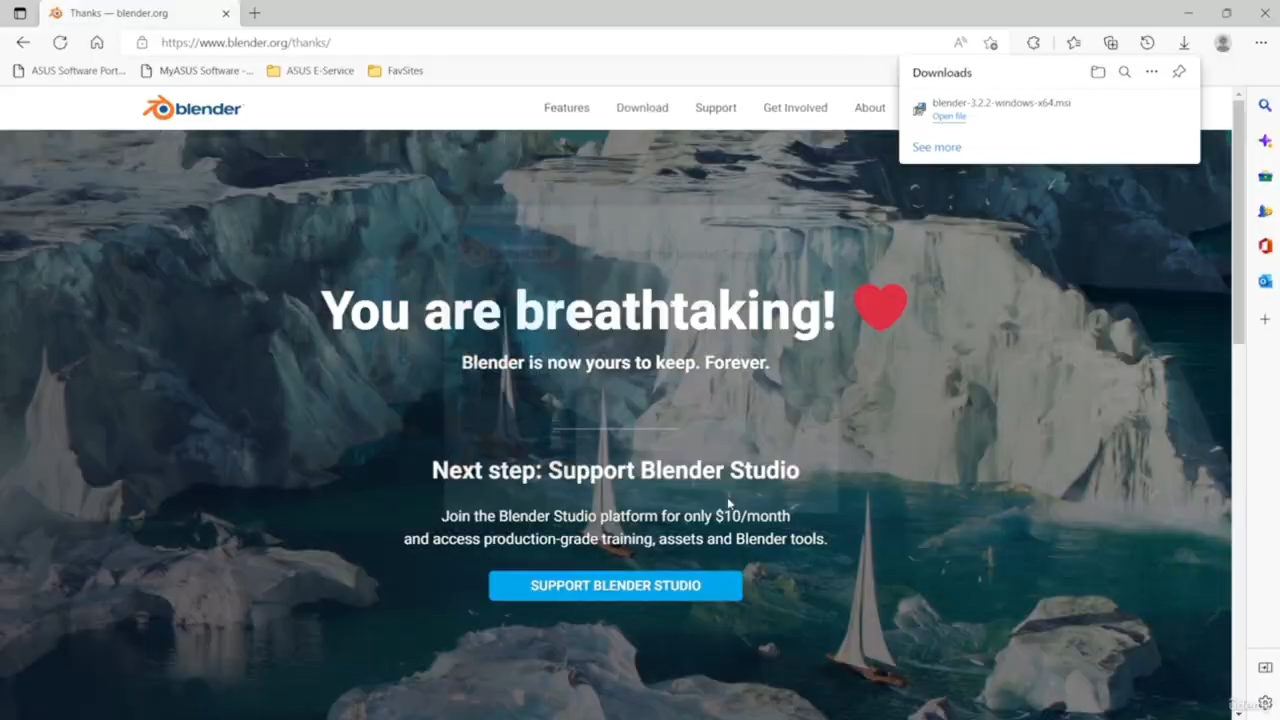 Thanks — blender.org
https://www.blender.org/thanks/
ASUS Software Port...
MyASUS Software -...
ASUS E-Service
FavSites
Downloads
blender-3.2.2-windows-x64.msi
Open file
See more
blender
Features
Download
Support
Get Involved
About
You are breathtaking!
Blender is now yours to keep. Forever.
Next step: Support Blender Studio
Join the Blender Studio platform for only $10/month
and access production-grade training, assets and Blender tools.
SUPPORT BLENDER STUDIO